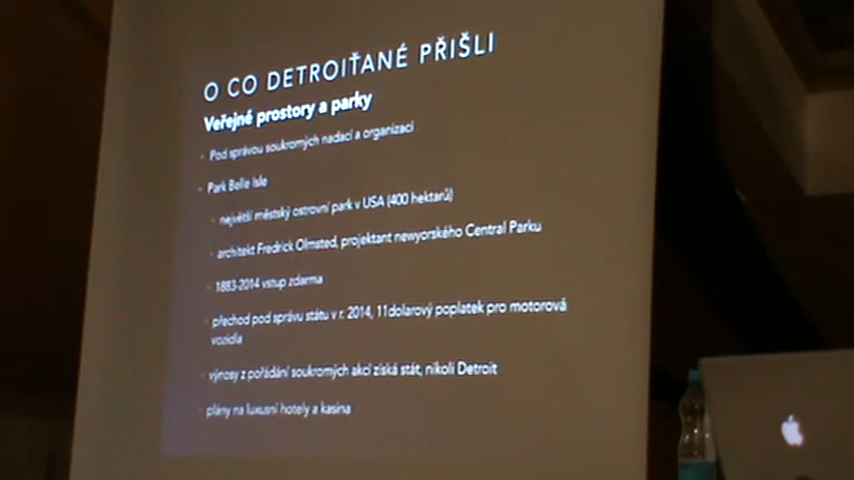 O CO DETROIŤANÉ PŘIŠLI
Veřejné prostory a parky
Pod správou soukromých nadací a organizací
Park Belle Isle
největší městský ostrovní park v USA (400 hektarů)
architekt Fredrick Olmsted, projektant newyorského Central Parku
1883-2014 vstup zdarma
přechod pod správu státu v r. 2014, 11dolarový poplatek pro motorová
vozidla
výnosy z pořádání soukromých akcí získá stát, nikoli Detroit
plány na luxusní hotely a kasina